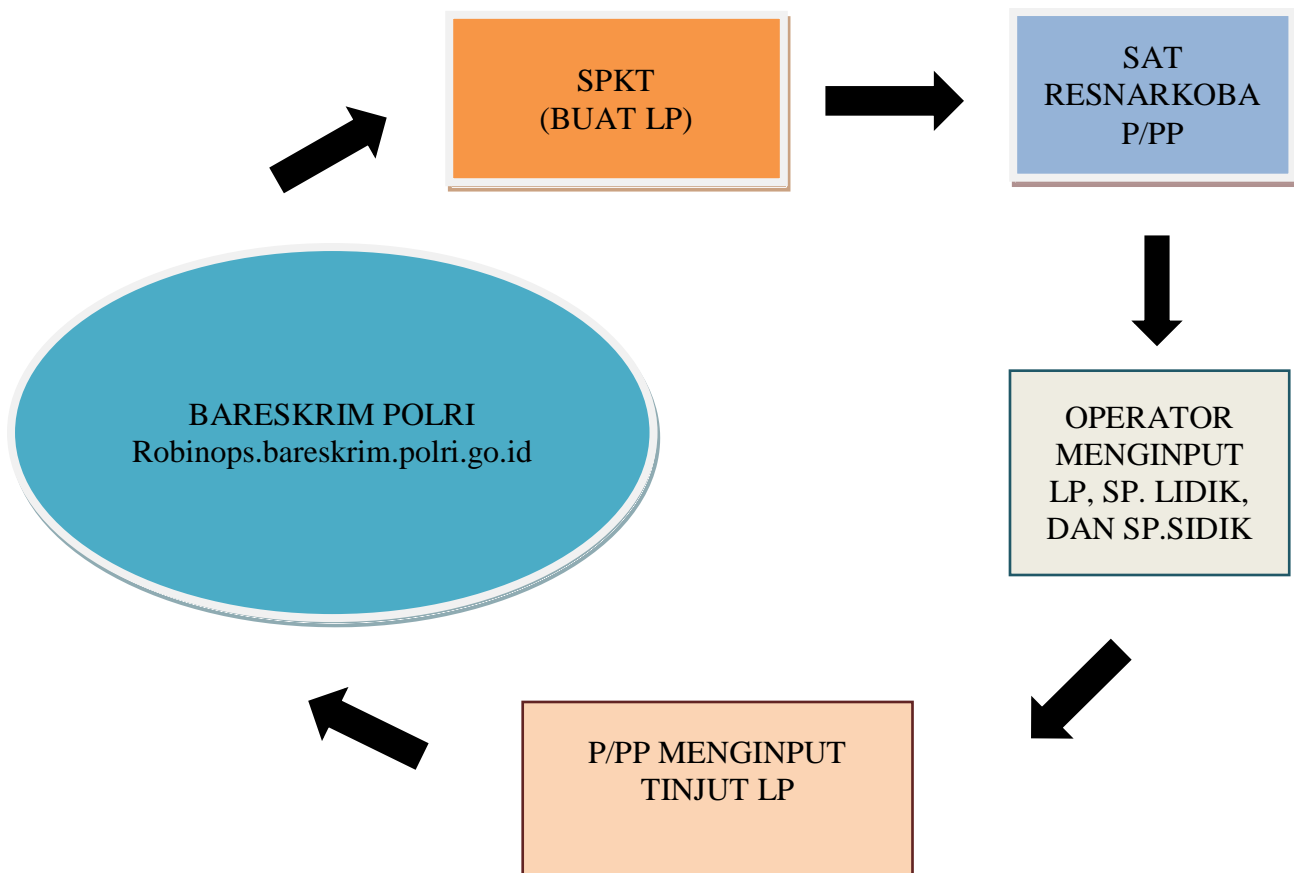 SPKT
(BUAT LP)
SAT
RESNARKOBA
P/PP
BARESKRIM POLRI
Robinops.bareskrim.polri.go.id
OPERATOR
MENGINPUT
LP, SP. LIDIK,
DAN SP.SIDIK
P/PP MENGINPUT
TINJUT LP